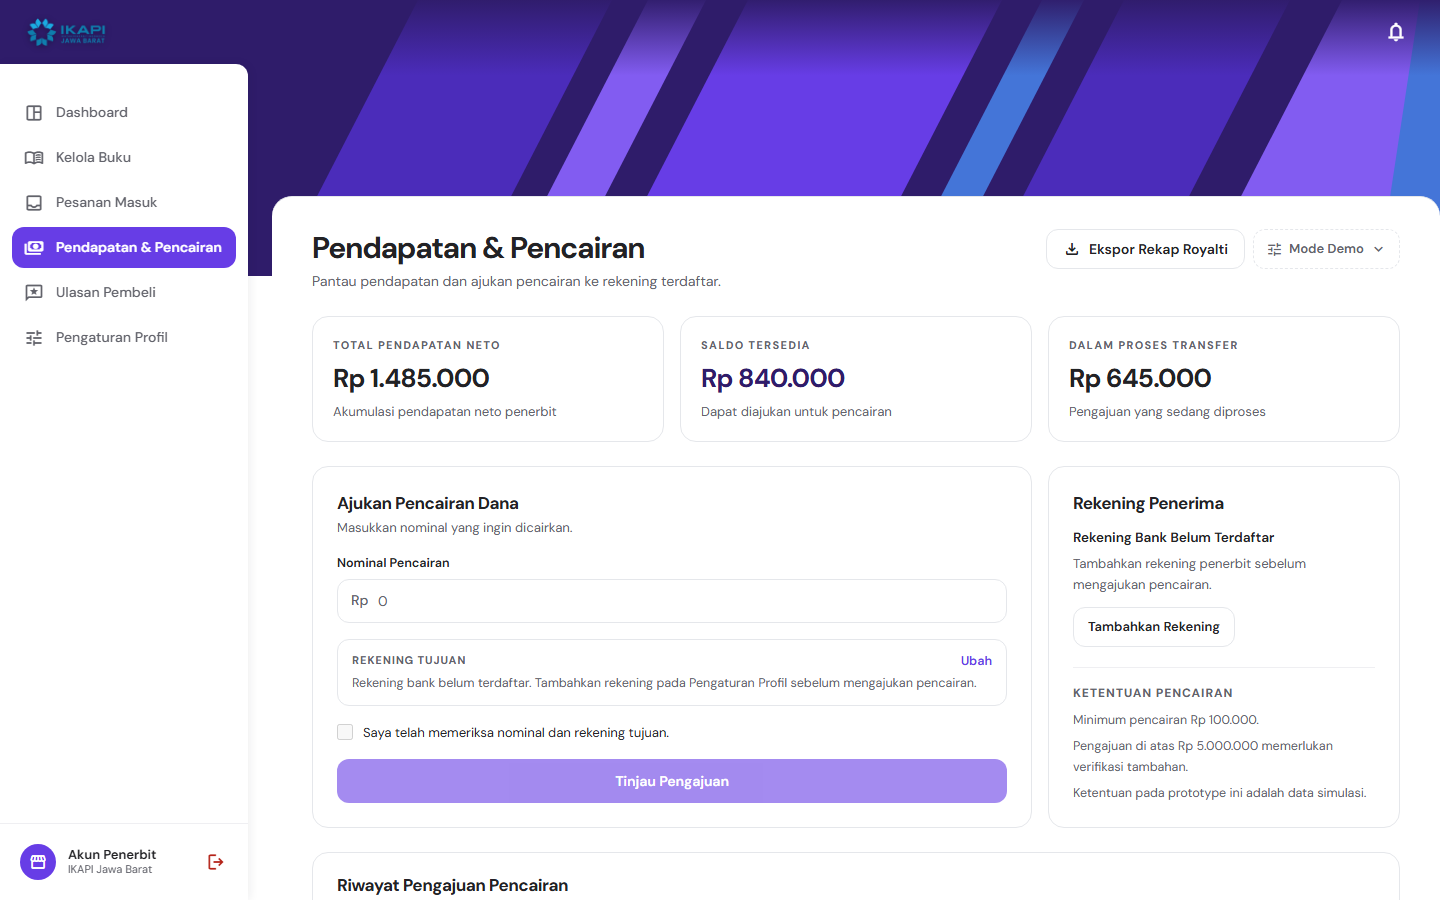 IKAPI
JAWA BARAT
Dashboard
Kelola Buku
Pesanan Masuk
Pendapatan & Pencairan
Ulasan Pembeli
Pengaturan Profil
Akun Penerbit
IKAPI Jawa Barat
Pendapatan & Pencairan
Pantau pendapatan dan ajukan pencairan ke rekening terdaftar.
Ekspor Rekap Royalti
Mode Demo
TOTAL PENDAPATAN NETO
Rp 1.485.000
Akumulasi pendapatan neto penerbit
SALDO TERSEDIA
Rp 840.000
Dapat diajukan untuk pencairan
DALAM PROSES TRANSFER
Rp 645.000
Pengajuan yang sedang diproses
Ajukan Pencairan Dana
Masukkan nominal yang ingin dicairkan.
Nominal Pencairan
Rp 0
REKENING TUJUAN
Ubah
Rekening bank belum terdaftar. Tambahkan rekening pada Pengaturan Profil sebelum mengajukan pencairan.
Saya telah memeriksa nominal dan rekening tujuan.
Tinjau Pengajuan
Rekening Penerima
Rekening Bank Belum Terdaftar
Tambahkan rekening penerbit sebelum
mengajukan pencairan.
Tambahkan Rekening
KETENTUAN PENCAIRAN
Minimum pencairan Rp 100.000.
Pengajuan di atas Rp 5.000.000 memerlukan
verifikasi tambahan.
Ketentuan pada prototype ini adalah data simulasi.
Riwayat Pengajuan Pencairan